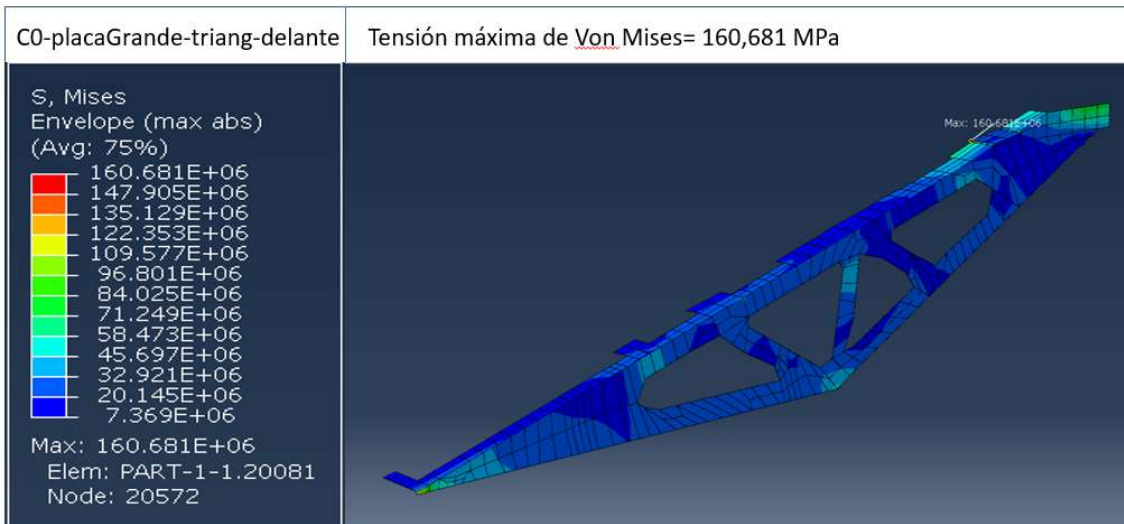 C0-placaGrande-triang-delante
Tensión máxima de Von Mises= 160,681 MPa
S, Mises
Envelope (max abs)
(Avg: 75%)
160.681E+06
147.905E+06
135.129E+06
122.353E+06
109.577E+06
96.801E+06
84.025E+06
71.249E+06
58.473E+06
45.697E+06
32.921E+06
20.145E+06
7.369E+06
Max: 160.681E+06
Elem: PART-1-1.20081
Node: 20572
Max: 160.681E+06